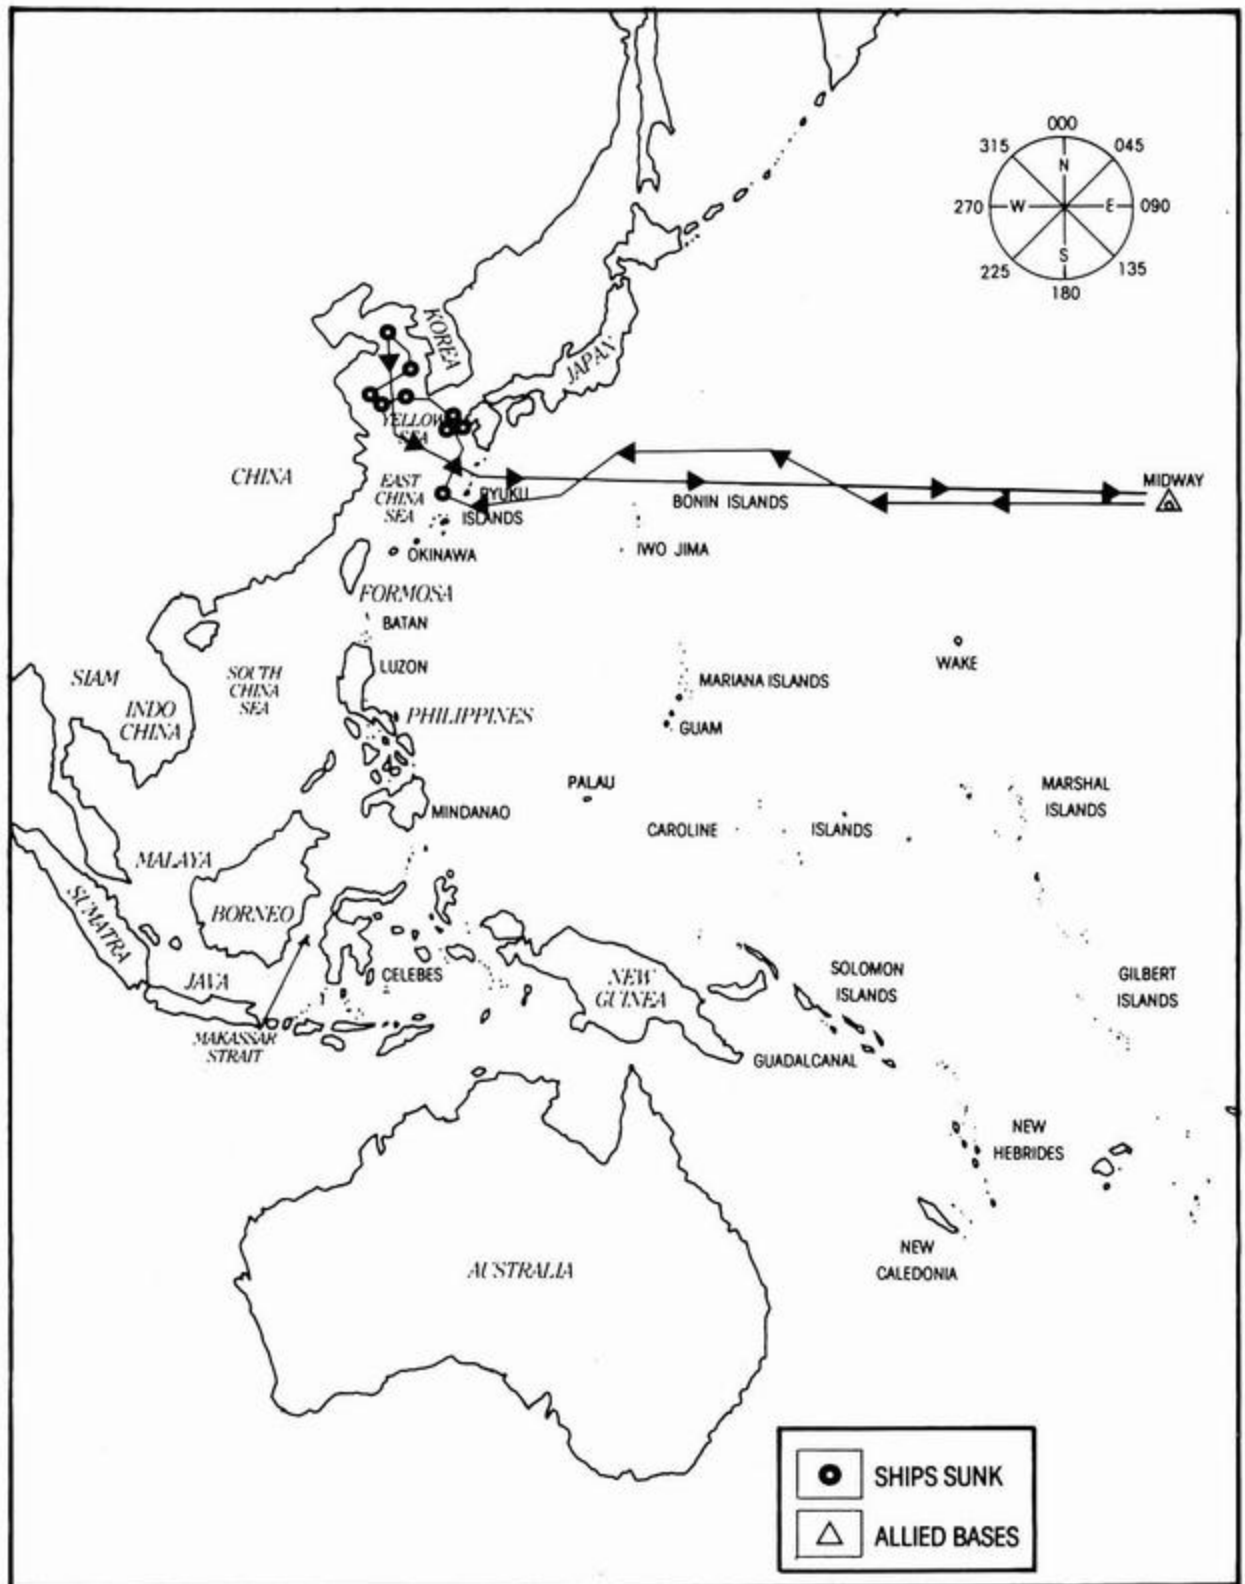 000
315
045
N
270
W
E
090
S
225
135
180
KOREA
JAPAN
YELLOW
SEA
CHINA
EAST
CHINA
SEA
RYUKU
ISLANDS
BONIN ISLANDS
MIDWAY
OKINAWA
IWO JIMA
FORMOSA
BATAN
LUZON
WAKE
SIAM
SOUTH
CHINA
SEA
MARIANA ISLANDS
INDO
CHINA
PHILIPPINES
GUAM
PALAU
MARSHAL
ISLANDS
MINDANAO
CAROLINE ISLANDS
MALAYA
SUMATRA
BORNEO
JAVA
CELEBES
NEW
GUINEA
SOLOMON
ISLANDS
GILBERT
ISLANDS
MAKASSAR
STRAIT
GUADALCANAL
NEW
HEBRIDES
NEW
CALEDONIA
AUSTRALIA
SHIPS SUNK
ALLIED BASES